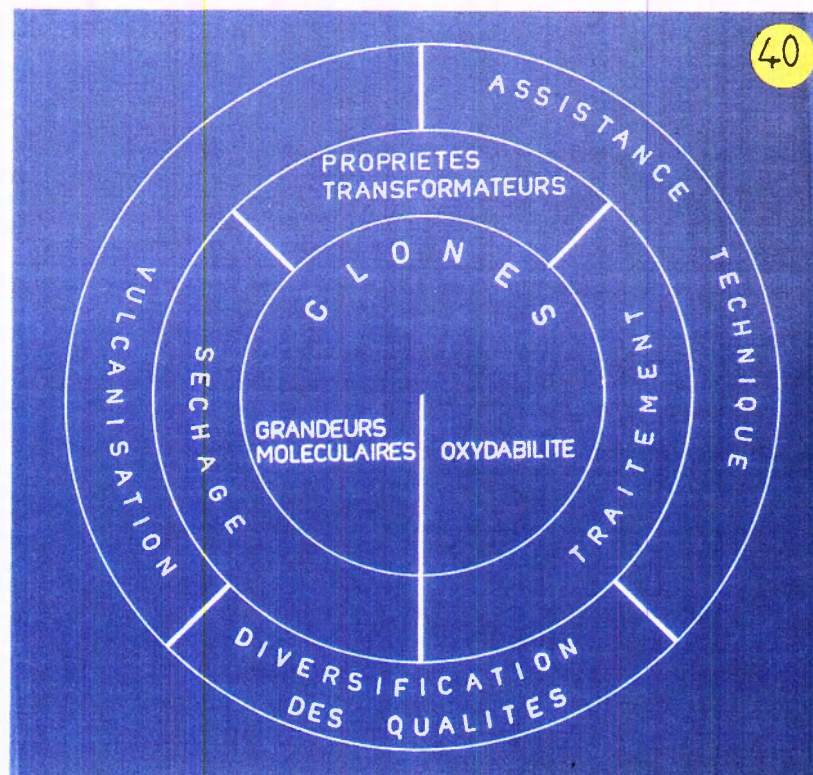 40
ASSISTANCE TECHNIQUE
PROPRIETES
TRANSFORMATEURS
CLONES
VULCANISATION
SECHAGE
TRAITEMENT
GRANDEURS
MOLECULAIRES
OXYDABILITE
DIVERSIFICATION
DES QUALITES